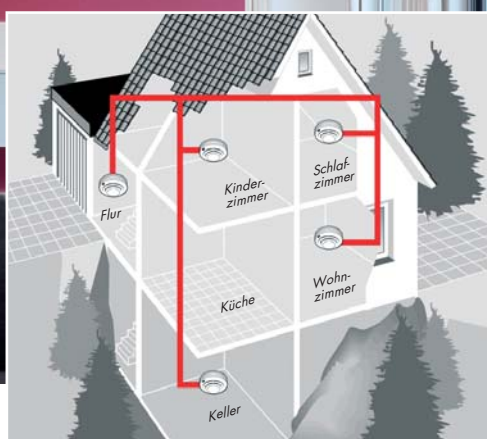 Flur
Kinder-
zimmer
Schlaf-
zimmer
Küche
Wohn-
zimmer
Keller